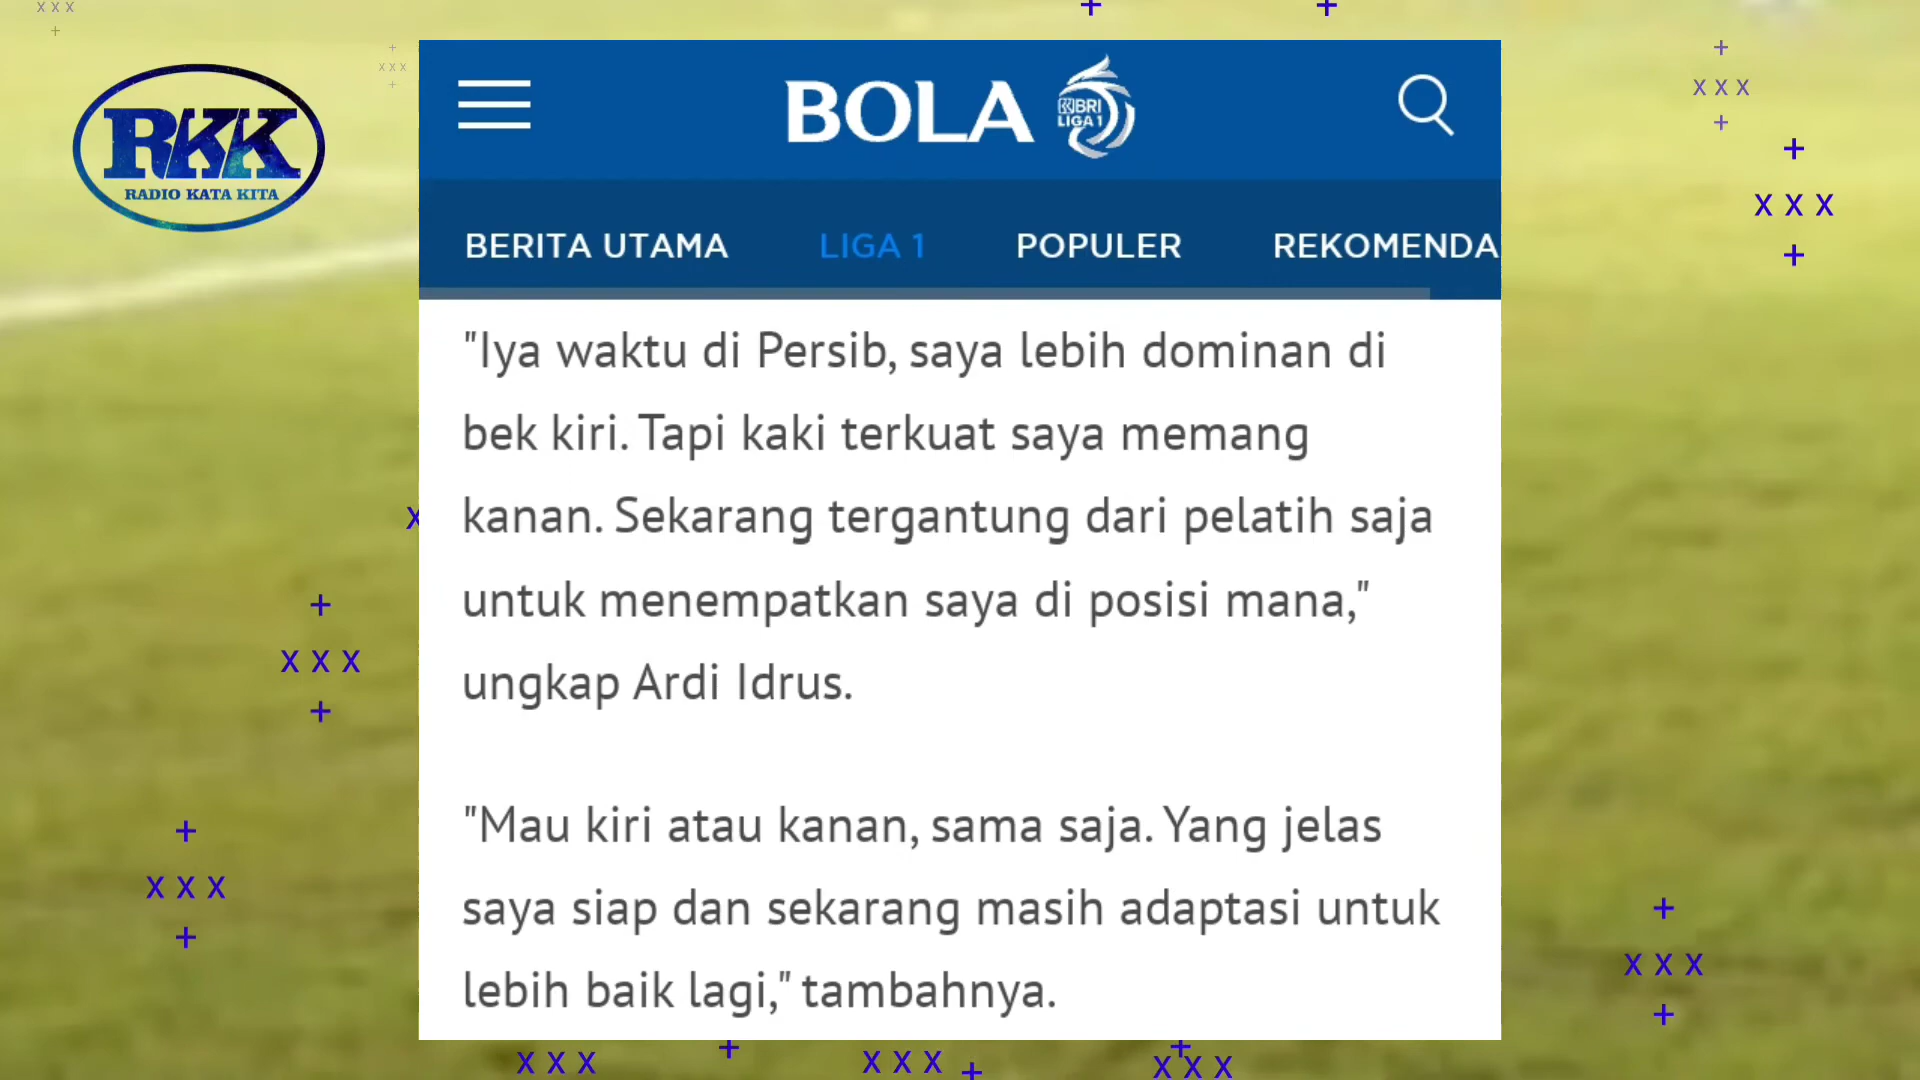 RKK
RADIO KATA KITA
BOLA
BRI
LIGA 1
BERITA UTAMA LIGA 1 POPULER REKOMENDA
"Iya waktu di Persib, saya lebih dominan di
bek kiri. Tapi kaki terkuat saya memang
kanan. Sekarang tergantung dari pelatih saja
untuk menempatkan saya di posisi mana,"
ungkap Ardi Idrus.
"Mau kiri atau kanan, sama saja. Yang jelas
saya siap dan sekarang masih adaptasi untuk
lebih baik lagi," tambahnya.